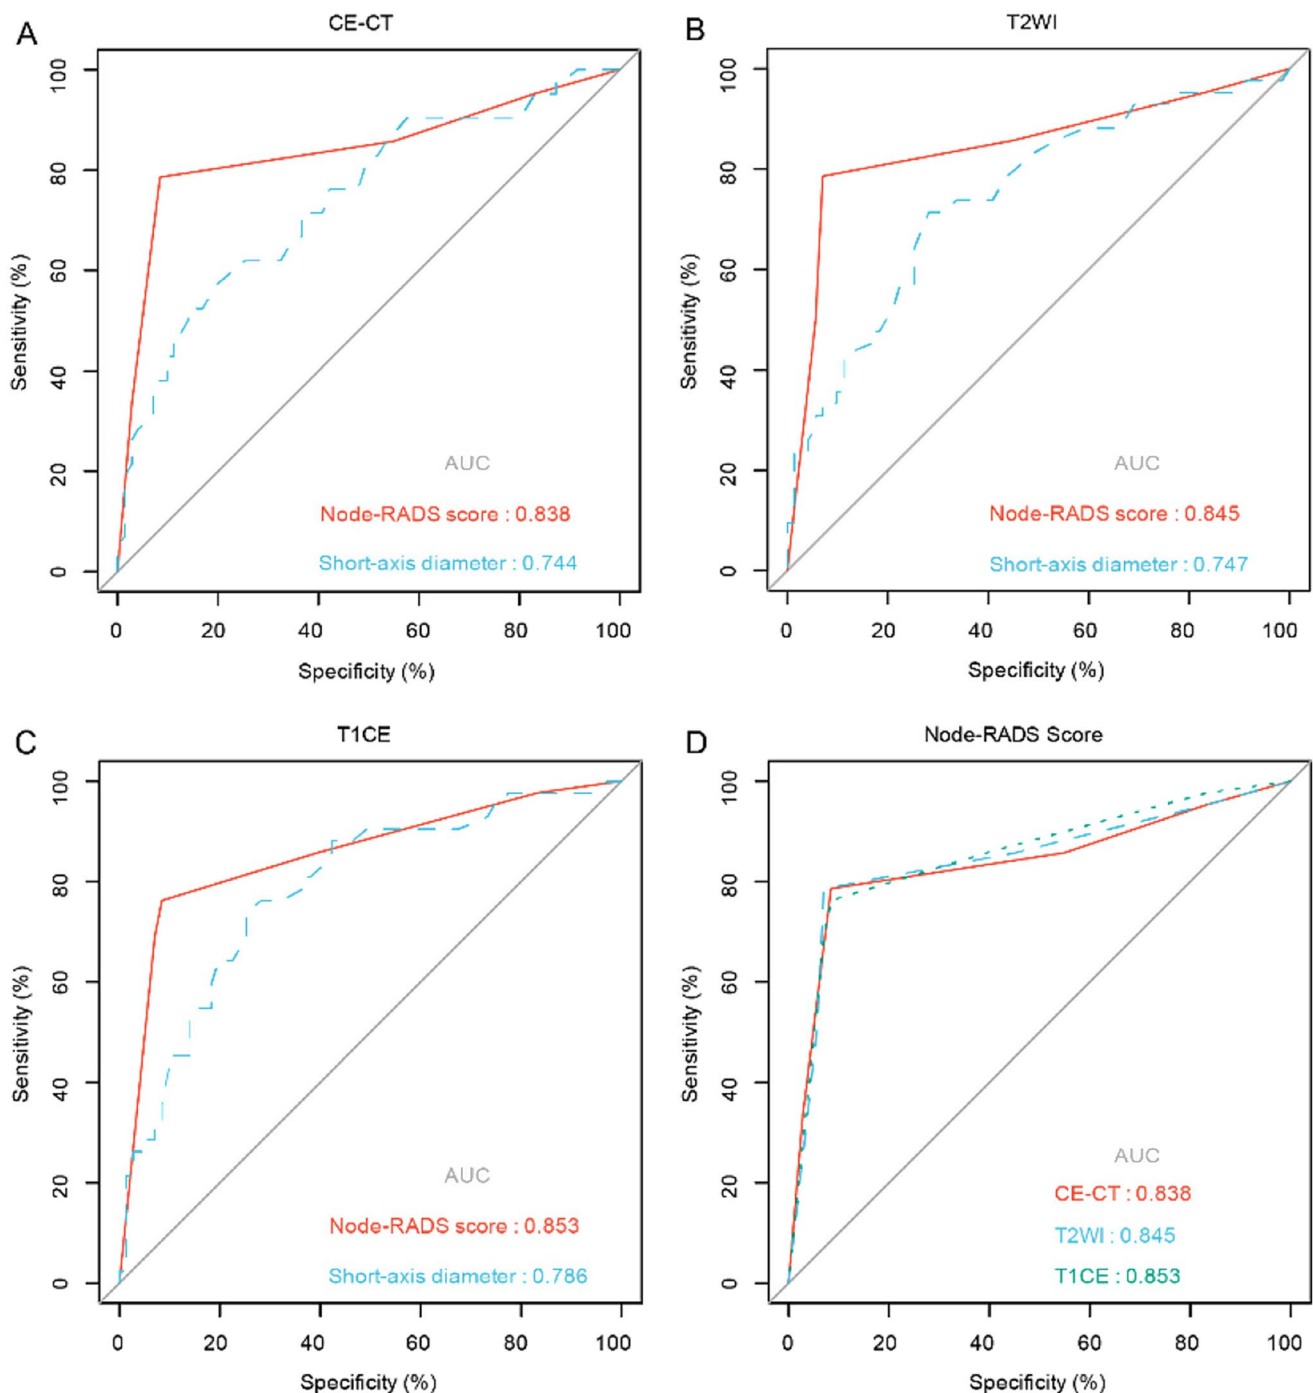 A
CE-CT
100
80
60
40
20
0
Sensitivity (%)
AUC
Node-RADS score : 0.838
Short-axis diameter : 0.744
0 20 40 60 80 100
Specificity (%)
B
T2WI
100
80
60
40
20
0
Sensitivity (%)
AUC
Node-RADS score : 0.845
Short-axis diameter : 0.747
0 20 40 60 80 100
Specificity (%)
C
T1CE
100
80
60
40
20
0
Sensitivity (%)
AUC
Node-RADS score : 0.853
Short-axis diameter : 0.786
0 20 40 60 80 100
Specificity (%)
D
Node-RADS Score
100
80
60
40
20
0
Sensitivity (%)
AUC
CE-CT : 0.838
T2WI : 0.845
T1CE : 0.853
0 20 40 60 80 100
Specificity (%)